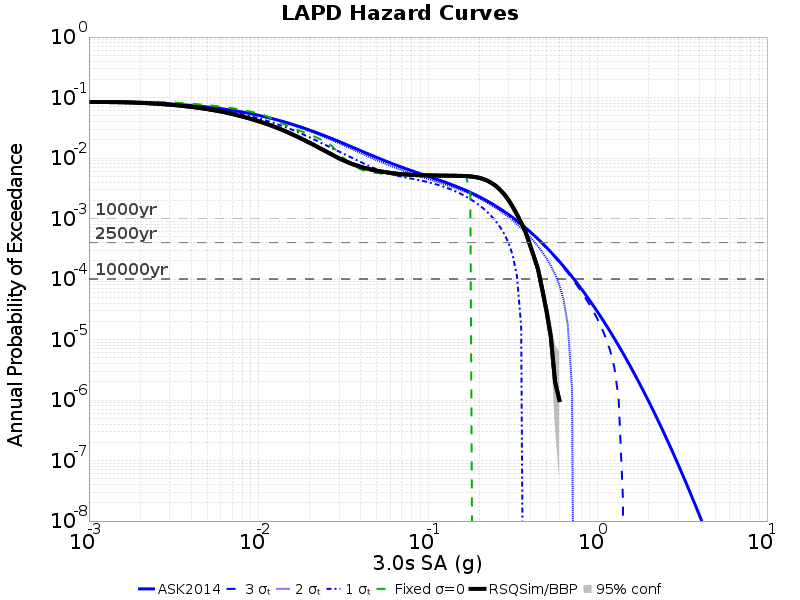 LAPD Hazard Curves
10^0
10^-1
10^-2
10^-3
10^-4
10^-5
10^-6
10^-7
10^-8
Annual Probability of Exceedance
1000yr
2500yr
10000yr
10^-3 10^-2 10^-1 10^0 10^1
3.0s SA (g)
ASK2014 3 σₜ 2 σₜ 1 σₜ Fixed σ=0 RSQSim/BBP 95% conf